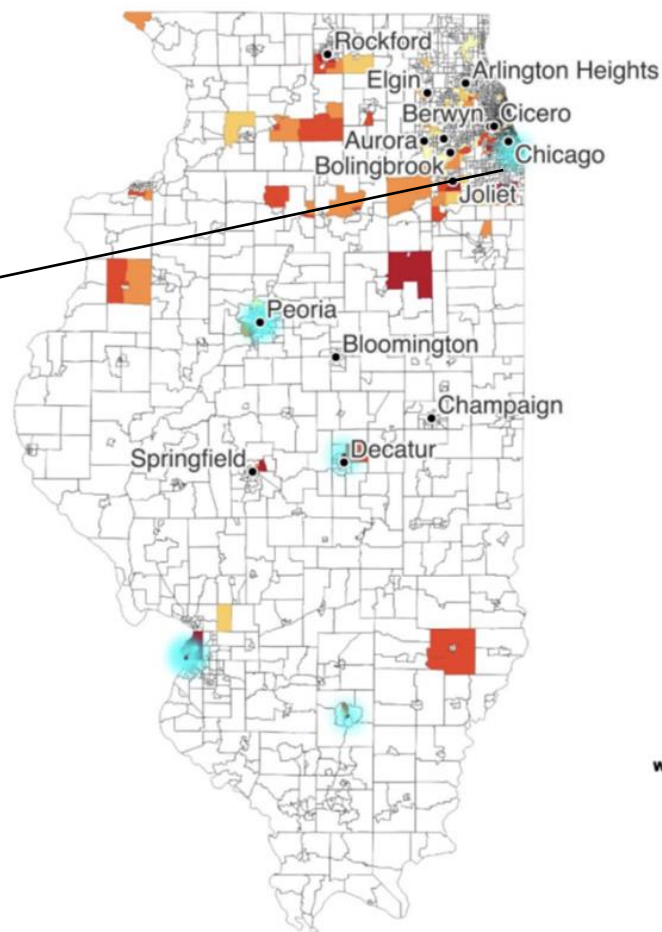 Rockford
Elgin
Arlington Heights
Berwyn
Cicero
Aurora
Chicago
Bolingbrook
Joliet
Peoria
Bloomington
Champaign
Springfield
Decatur
w